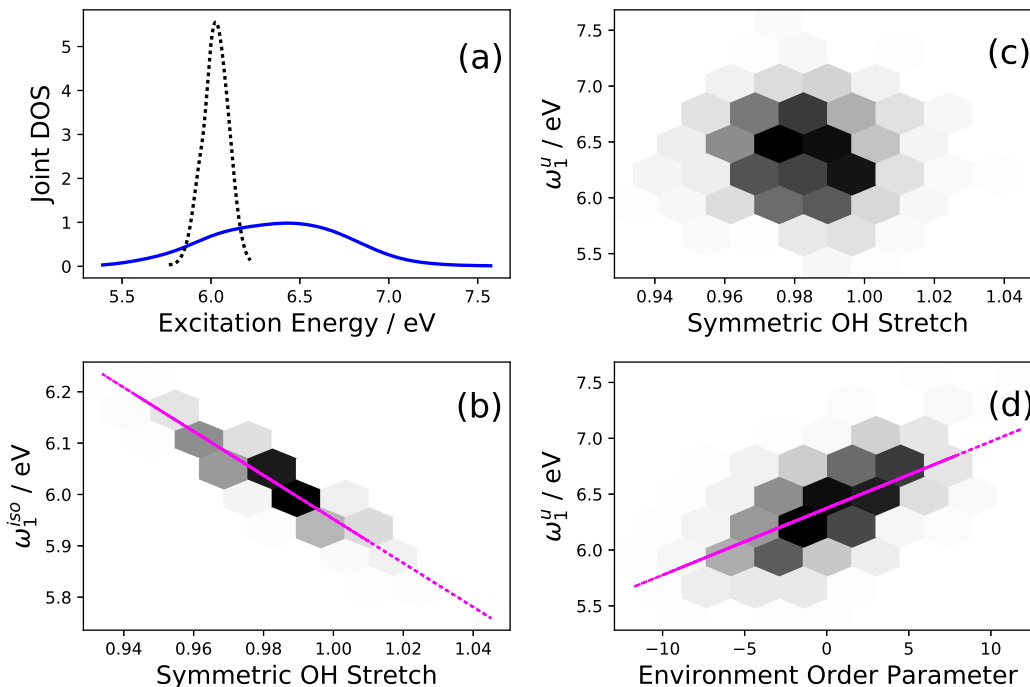 (a)
Joint DOS
5
4
3
2
1
0
5.5 6.0 6.5 7.0 7.5
Excitation Energy / eV
(c)
ω₁ᵘ / eV
7.5
7.0
6.5
6.0
5.5
0.94 0.96 0.98 1.00 1.02 1.04
Symmetric OH Stretch
(b)
ω₁ⁱˢᵒ / eV
6.2
6.1
6.0
5.9
5.8
0.94 0.96 0.98 1.00 1.02 1.04
Symmetric OH Stretch
(d)
ω₁ᵘ / eV
7.5
7.0
6.5
6.0
5.5
−10 −5 0 5 10
Environment Order Parameter